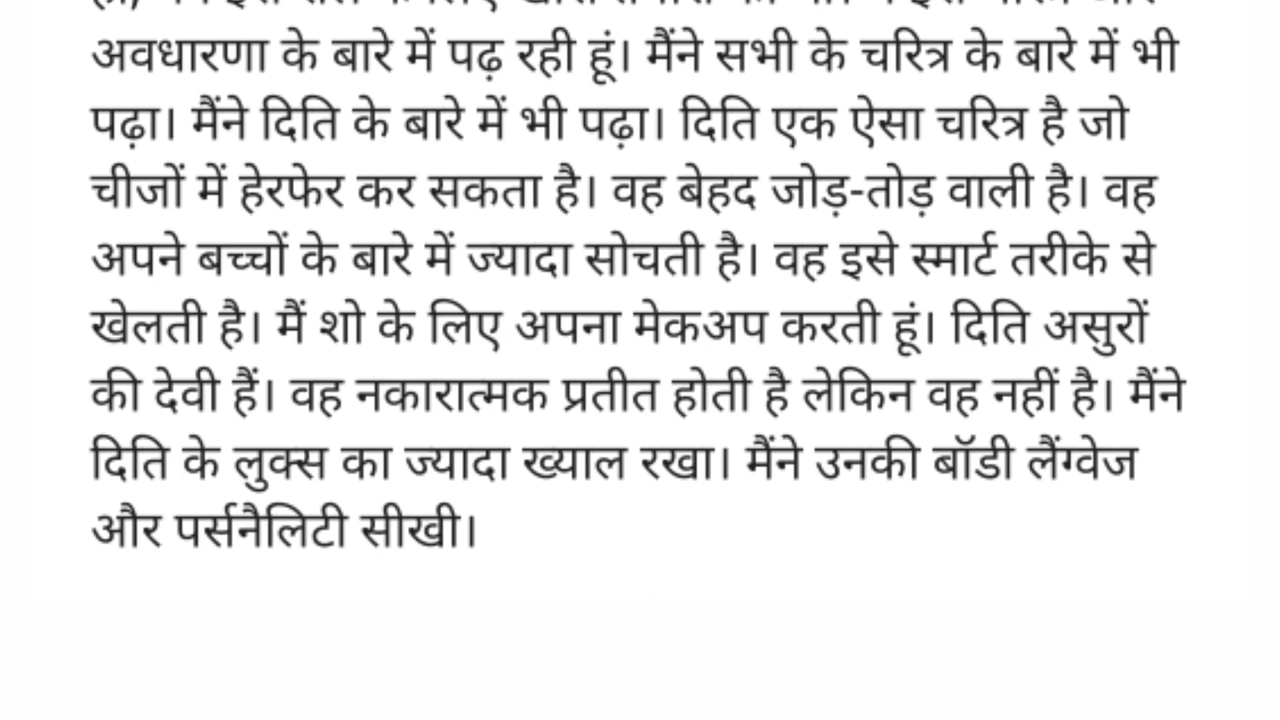 अवधारणा के बारे में पढ़ रही हूं। मैंने सभी के चरित्र के बारे में भी
पढ़ा। मैंने दिति के बारे में भी पढ़ा। दिति एक ऐसा चरित्र है जो
चीजों में हेरफेर कर सकता है। वह बेहद जोड़-तोड़ वाली है। वह
अपने बच्चों के बारे में ज्यादा सोचती है। वह इसे स्मार्ट तरीके से
खेलती है। मैं शो के लिए अपना मेकअप करती हूं। दिति असुरों
की देवी हैं। वह नकारात्मक प्रतीत होती है लेकिन वह नहीं है। मैंने
दिति के लुक्स का ज्यादा ख्याल रखा। मैंने उनकी बॉडी लैंग्वेज
और पर्सनैलिटी सीखी।